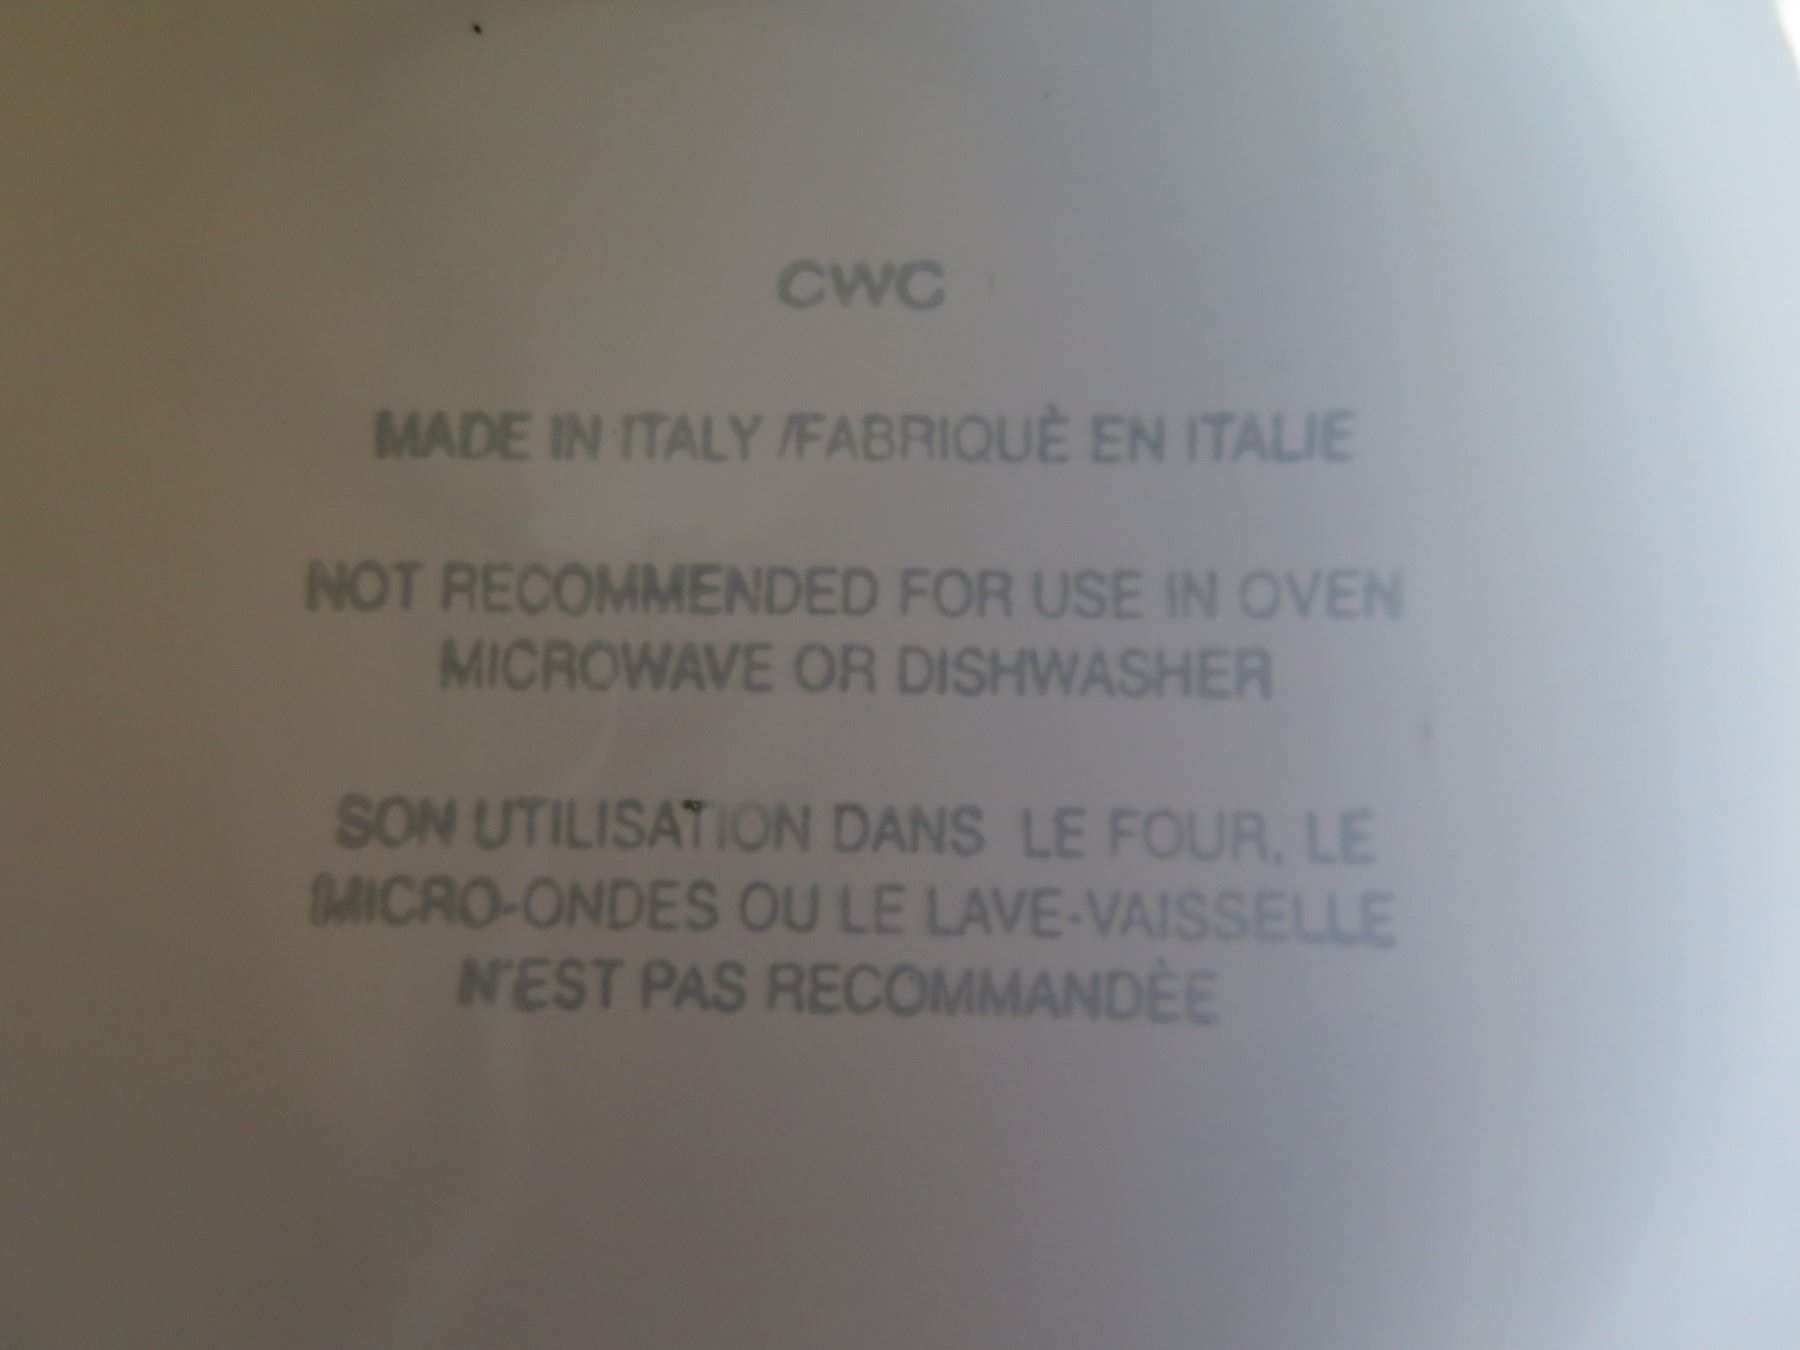 CWC
MADE IN ITALY /FABRIQUÈ EN ITALIE
NOT RECOMMENDED FOR USE IN OVEN
MICROWAVE OR DISHWASHER
SON UTILISATION DANS LE FOUR, LE
MICRO-ONDES OU LE LAVE-VAISSELLE
N'EST PAS RECOMMANDÈE